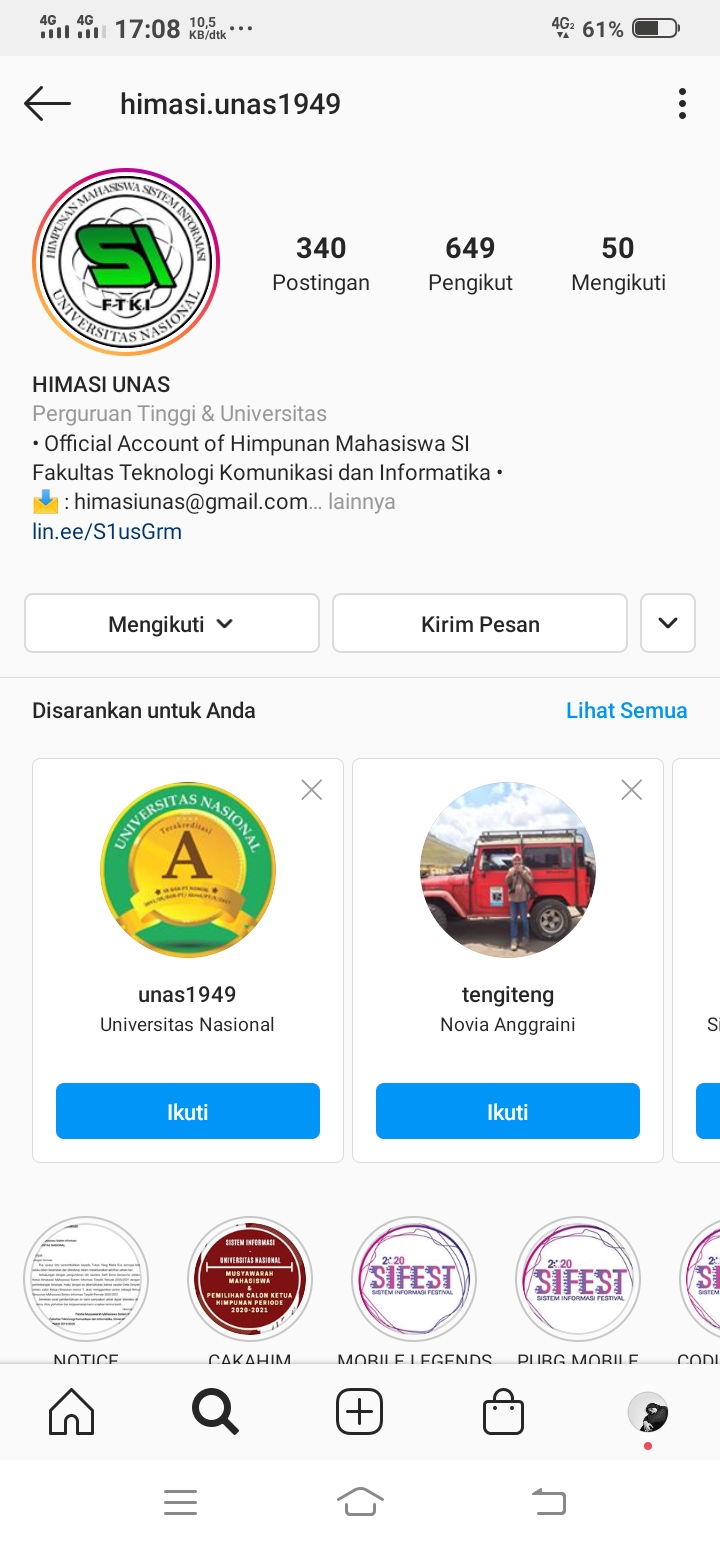 4G 4G 17:08 10,5 KB/dtk ... 4G2 61%
himasi.unas1949
HIMPUNAN MAHASISWA SISTEM INFORMASI
SI
FTKI
UNIVERSITAS NASIONAL
340 649 50
Postingan Pengikut Mengikuti
HIMASI UNAS
Perguruan Tinggi & Universitas
• Official Account of Himpunan Mahasiswa SI
Fakultas Teknologi Komunikasi dan Informatika •
: himasiunas@gmail.com... lainnya
lin.ee/S1usGrm
Mengikuti Kirim Pesan
Disarankan untuk Anda Lihat Semua
UNIVERSITAS NASIONAL
Terakreditasi
A
unas1949 tengiteng
Universitas Nasional Novia Anggraini
Ikuti Ikuti
SISTEM INFORMASI
UNIVERSITAS NASIONAL
MUSYAWARAH
MAHASISWA
&
PEMILIHAN CALON KETUA
HIMPUNAN PERIODE
2020-2021
2020
SIFEST
SISTEM INFORMASI FESTIVAL
2020
SIFEST
SISTEM INFORMASI FESTIVAL
NOTICE CAKAHIM MOBILE LEGENDS PUBG MOBILE